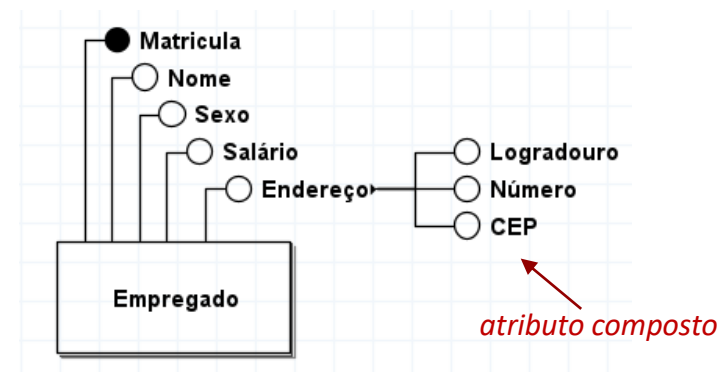 Matricula
Nome
Sexo
Salário
Endereço
Logradouro
Número
CEP
Empregado
atributo composto